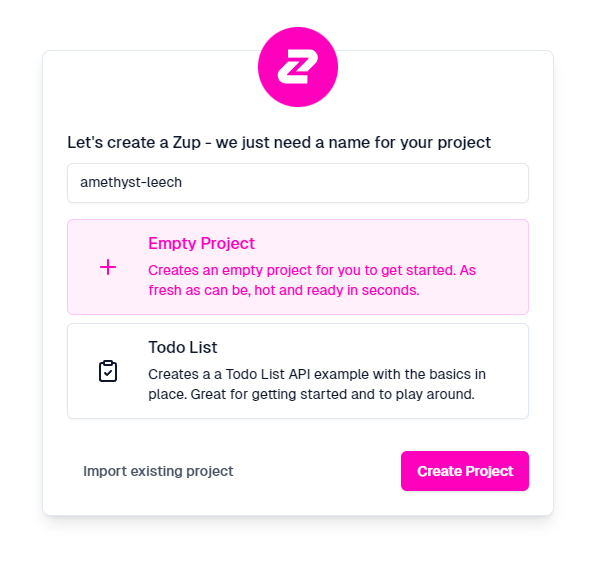 Let's create a Zup - we just need a name for your project
amethyst-leech
Empty Project
Creates an empty project for you to get started. As
fresh as can be, hot and ready in seconds.
Todo List
Creates a a Todo List API example with the basics in
place. Great for getting started and to play around.
Import existing project
Create Project